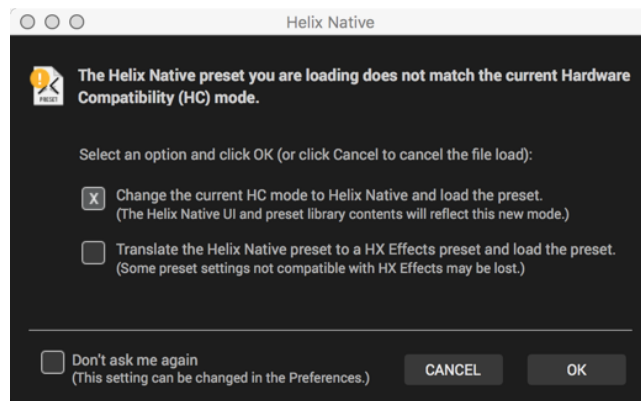 Helix Native
The Helix Native preset you are loading does not match the current Hardware
Compatibility (HC) mode.
PRESET
Select an option and click OK (or click Cancel to cancel the file load):
X Change the current HC mode to Helix Native and load the preset.
(The Helix Native UI and preset library contents will reflect this new mode.)
Translate the Helix Native preset to a HX Effects preset and load the preset.
(Some preset settings not compatible with HX Effects may be lost.)
Don't ask me again
(This setting can be changed in the Preferences.)
CANCEL OK